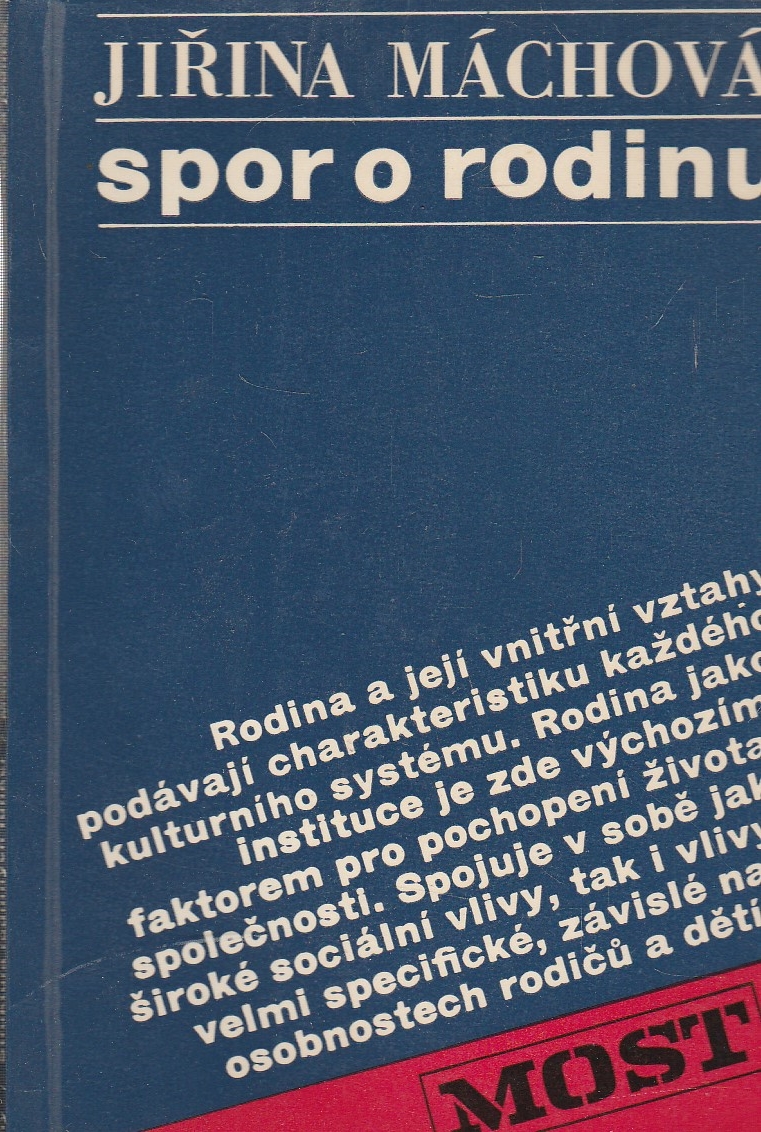 JIŘINA MÁCHOVÁ
spor o rodinu
Rodina a její vnitřní vztahy
podávají charakteristiku každého
kulturního systému. Rodina jako
instituce je zde výchozím
faktorem pro pochopení života
společnosti. Spojuje v sobě jak
široké sociální vlivy, tak i vlivy
velmi specifické, závislé na
osobnostech rodičů a dětí
MOST